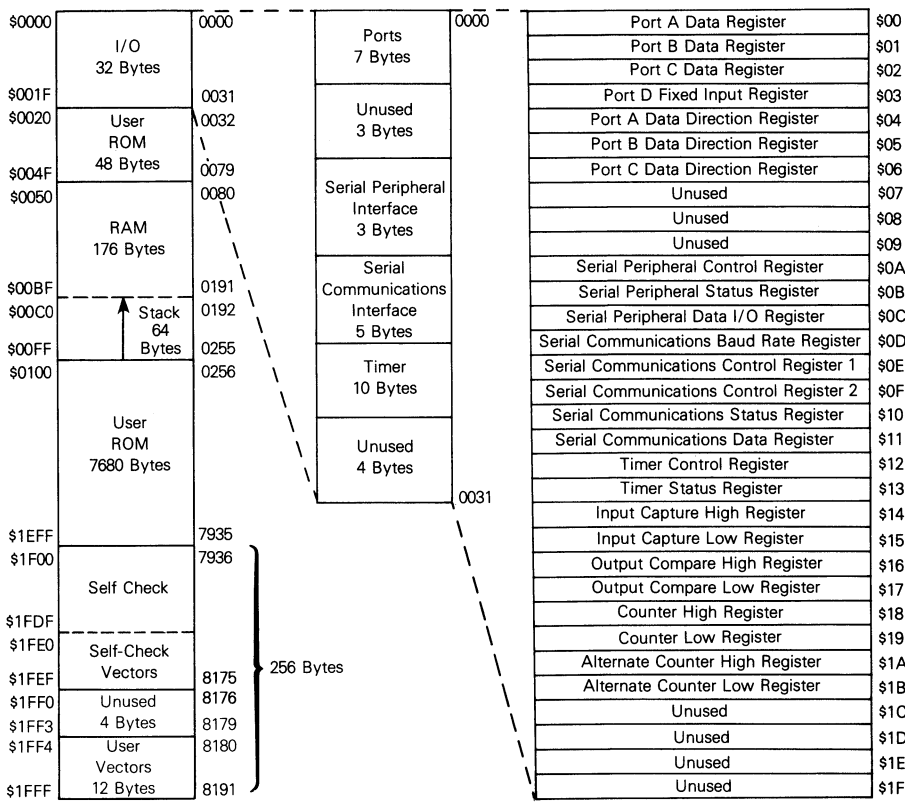 $0000
I/O
32 Bytes
$001F
$0020
User
ROM
48 Bytes
$004F
$0050
RAM
176 Bytes
$00BF
$00C0
Stack
64
Bytes
$00FF
$0100
User
ROM
7680 Bytes
$1EFF
$1F00
Self Check
$1FDF
$1FE0
Self-Check
Vectors
$1FEF
$1FF0
Unused
4 Bytes
$1FF3
$1FF4
User
Vectors
12 Bytes
$1FFF
0000
0031
0032
0079
0080
0191
0192
0255
0256
7935
7936
8175
8176
8179
8180
8191
256 Bytes
Ports
7 Bytes
Unused
3 Bytes
Serial Peripheral
Interface
3 Bytes
Serial
Communications
Interface
5 Bytes
Timer
10 Bytes
Unused
4 Bytes
0000
0031
Port A Data Register $00
Port B Data Register $01
Port C Data Register $02
Port D Fixed Input Register $03
Port A Data Direction Register $04
Port B Data Direction Register $05
Port C Data Direction Register $06
Unused $07
Unused $08
Unused $09
Serial Peripheral Control Register $0A
Serial Peripheral Status Register $0B
Serial Peripheral Data I/O Register $0C
Serial Communications Baud Rate Register $0D
Serial Communications Control Register 1 $0E
Serial Communications Control Register 2 $0F
Serial Communications Status Register $10
Serial Communications Data Register $11
Timer Control Register $12
Timer Status Register $13
Input Capture High Register $14
Input Capture Low Register $15
Output Compare High Register $16
Output Compare Low Register $17
Counter High Register $18
Counter Low Register $19
Alternate Counter High Register $1A
Alternate Counter Low Register $1B
Unused $1C
Unused $1D
Unused $1E
Unused $1F